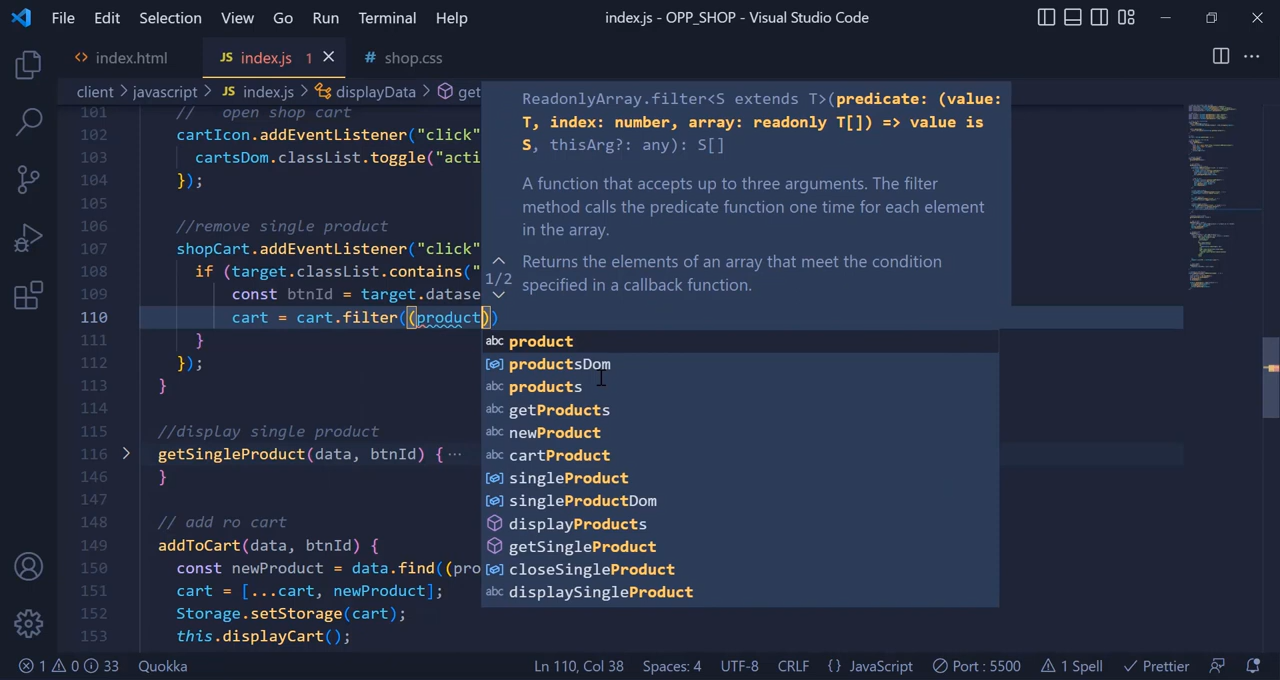 File Edit Selection View Go Run Terminal Help index.js - OPP_SHOP - Visual Studio Code
index.html JS index.js 1 # shop.css
client > javascript > JS index.js > displayData > get
ReadonlyArray.filter<S extends T>(predicate: (value:
T, index: number, array: readonly T[]) => value is
S, thisArg?: any): S[]
A function that accepts up to three arguments. The filter
method calls the predicate function one time for each element
in the array.
1/2
Returns the elements of an array that meet the condition
specified in a callback function.
101 // open shop cart
102 cartIcon.addEventListener("click"
103 cartsDom.classList.toggle("acti
104 });
105
106 //remove single product
107 shopCart.addEventListener("click"
108 if (target.classList.contains("
109 const btnId = target.datase
110 cart = cart.filter((product))
111 }
112 });
113 }
114
115 //display single product
116 getSingleProduct(data, btnId) { ...
146 }
147
148 // add ro cart
149 addToCart(data, btnId) {
150 const newProduct = data.find((pro
151 cart = [...cart, newProduct];
152 Storage.setStorage(cart);
153 this.displayCart();
abc product
productsDom
abc products
abc getProducts
abc newProduct
abc cartProduct
singleProduct
singleProductDom
displayProducts
getSingleProduct
closeSingleProduct
abc displaySingleProduct
1 0 33 Quokka Ln 110, Col 38 Spaces: 4 UTF-8 CRLF {} JavaScript Port : 5500 1 Spell Prettier